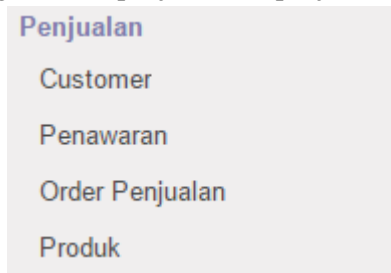 Penjualan
Customer
Penawaran
Order Penjualan
Produk